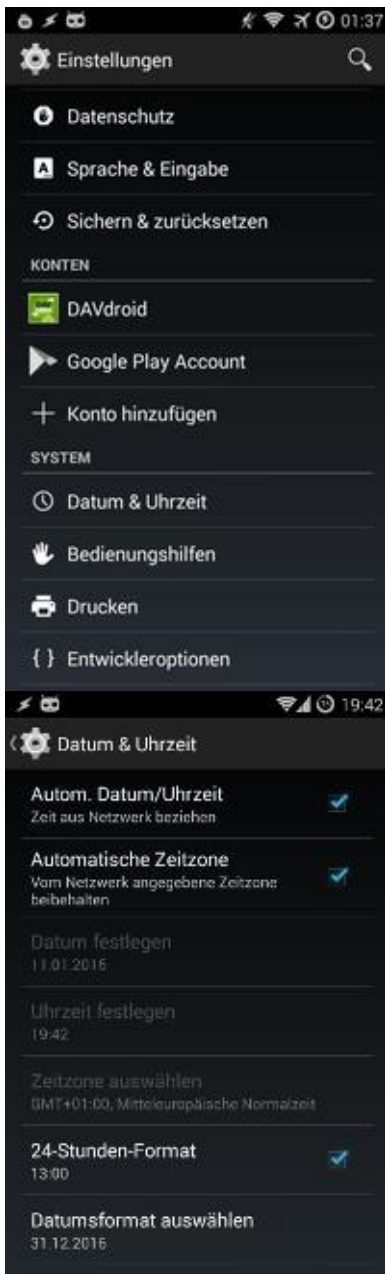 01:37
Einstellungen
Datenschutz
A Sprache & Eingabe
Sichern & zurücksetzen
KONTEN
DAVdroid
Google Play Account
Konto hinzufügen
SYSTEM
Datum & Uhrzeit
Bedienungshilfen
Drucken
{ } Entwickleroptionen
19:42
Datum & Uhrzeit
Autom. Datum/Uhrzeit
Zeit aus Netzwerk beziehen
Automatische Zeitzone
Vom Netzwerk angegebene Zeitzone
beibehalten
Datum festlegen
11.01.2016
Uhrzeit festlegen
19:42
Zeitzone auswählen
GMT+01:00, Mitteleuropäische Normalzeit
24-Stunden-Format
13:00
Datumsformat auswählen
31.12.2016